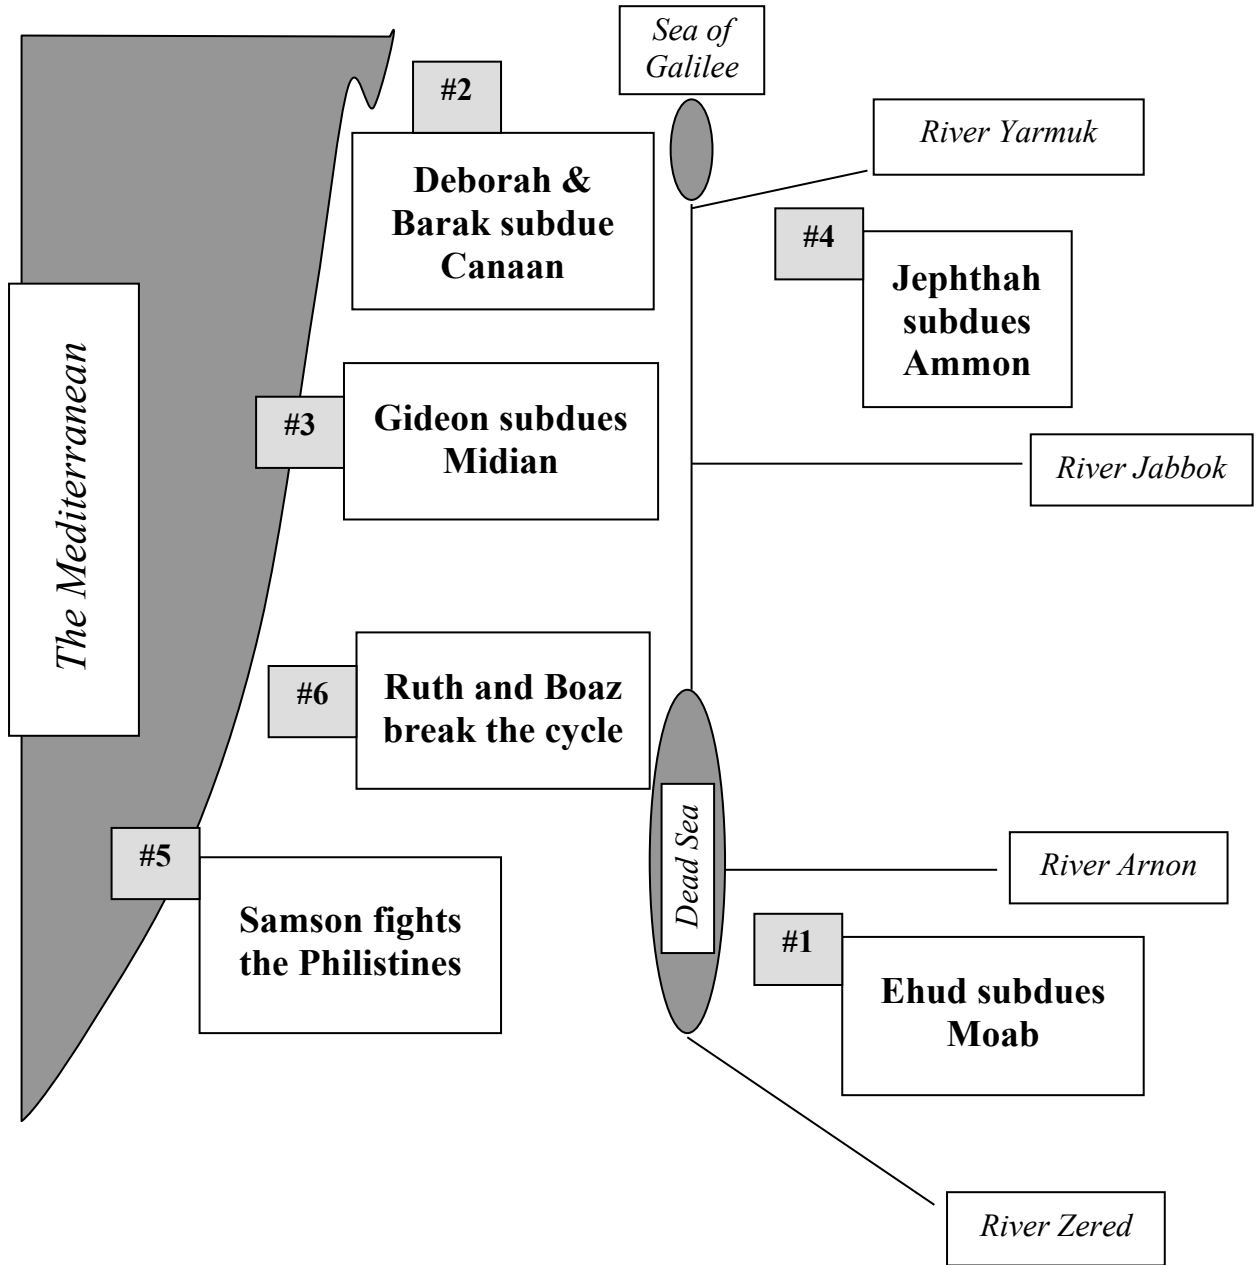 Sea of
Galilee
#2
River Yarmuk
Deborah &
Barak subdue
Canaan
#4
Jephthah
subdues
Ammon
The Mediterranean
#3
Gideon subdues
Midian
River Jabbok
#6
Ruth and Boaz
break the cycle
#5
Samson fights
the Philistines
Dead Sea
River Arnon
#1
Ehud subdues
Moab
River Zered